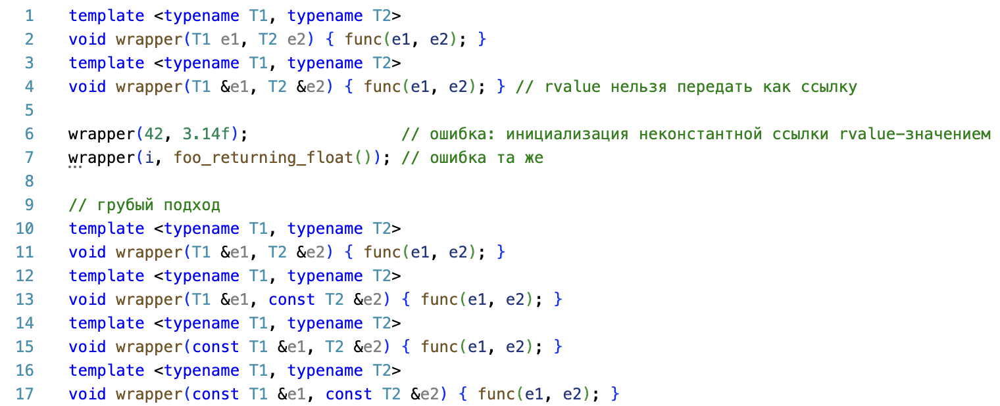 1 template <typename T1, typename T2>
2 void wrapper(T1 e1, T2 e2) { func(e1, e2); }
3 template <typename T1, typename T2>
4 void wrapper(T1 &e1, T2 &e2) { func(e1, e2); } // rvalue нельзя передать как ссылку
5
6 wrapper(42, 3.14f); // ошибка: инициализация неконстантной ссылки rvalue-значением
7 wrapper(i, foo_returning_float()); // ошибка та же
8
9 // грубый подход
10 template <typename T1, typename T2>
11 void wrapper(T1 &e1, T2 &e2) { func(e1, e2); }
12 template <typename T1, typename T2>
13 void wrapper(T1 &e1, const T2 &e2) { func(e1, e2); }
14 template <typename T1, typename T2>
15 void wrapper(const T1 &e1, T2 &e2) { func(e1, e2); }
16 template <typename T1, typename T2>
17 void wrapper(const T1 &e1, const T2 &e2) { func(e1, e2); }